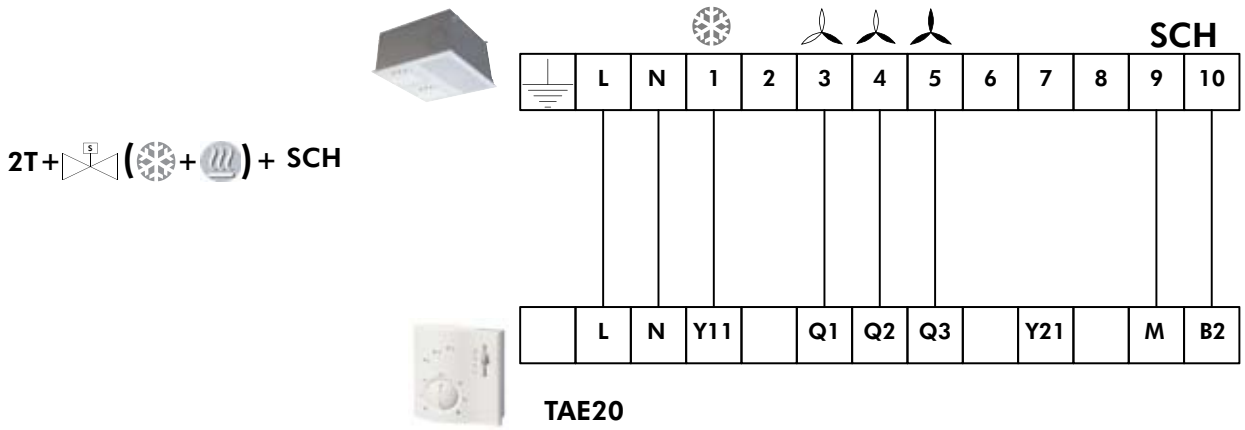 SCH
L N 1 2 3 4 5 6 7 8 9 10
2T + S ( + ) + SCH
L N Y11 Q1 Q2 Q3 Y21 M B2
TAE20